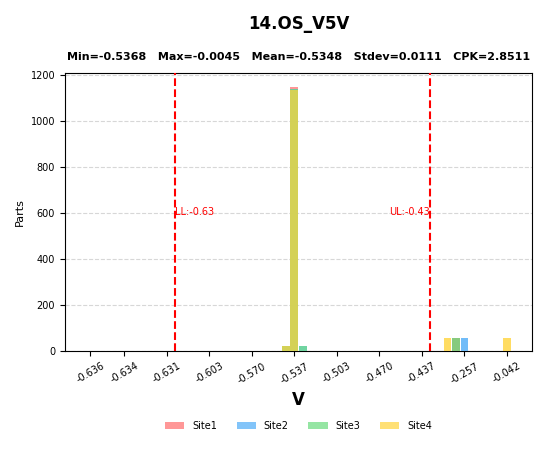 14.OS_V5V
Min=-0.5368 Max=-0.0045 Mean=-0.5348 Stdev=0.0111 CPK=2.8511
1200
1000
800
600
400
200
0
Parts
LL:-0.63
UL:-0.43
-0.636 -0.634 -0.631 -0.603 -0.570 -0.537 -0.503 -0.470 -0.437 -0.257 -0.042
V
Site1 Site2 Site3 Site4